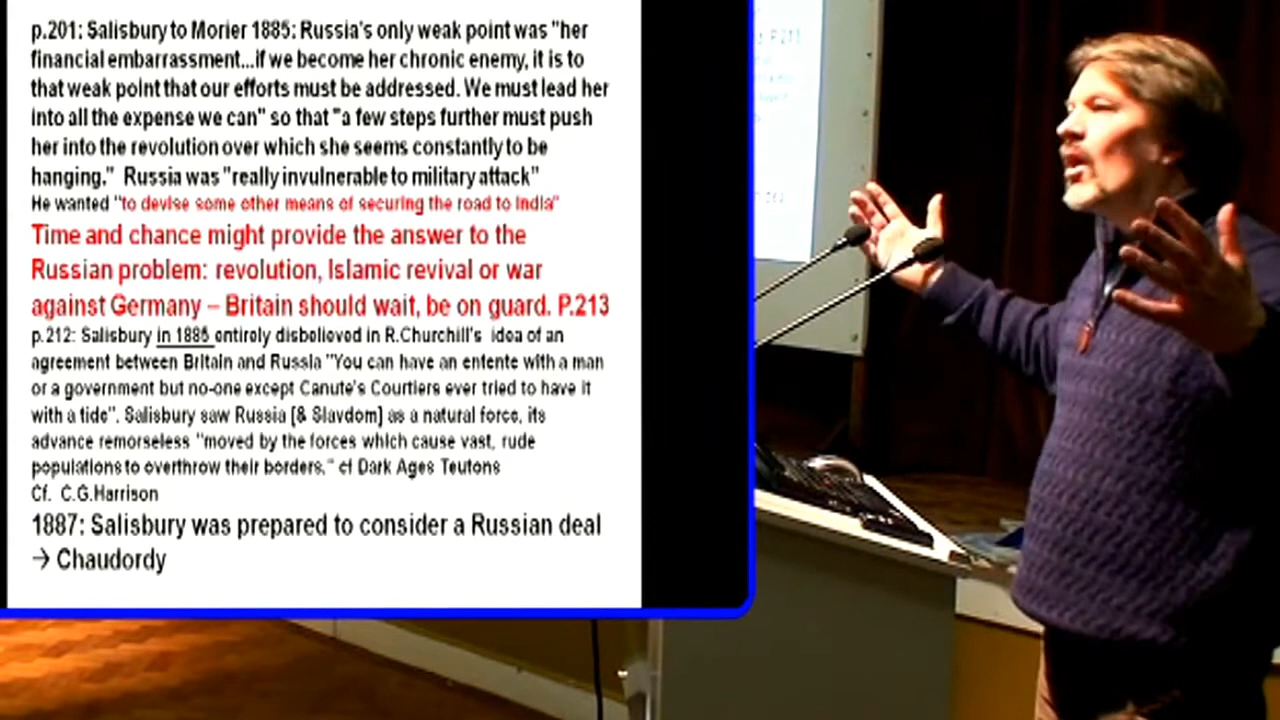 p.201: Salisbury to Morier 1885: Russia's only weak point was "her
financial embarrassment...if we become her chronic enemy, it is to
that weak point that our efforts must be addressed. We must lead her
into all the expense we can" so that "a few steps further must push
her into the revolution over which she seems constantly to be
hanging." Russia was "really invulnerable to military attack"
He wanted "to devise some other means of securing the road to India"
Time and chance might provide the answer to the
Russian problem: revolution, Islamic revival or war
against Germany – Britain should wait, be on guard. P.213
p.212: Salisbury in 1885 entirely disbelieved in R.Churchill's idea of an
agreement between Britain and Russia "You can have an entente with a man
or a government but no-one except Canute's Courtiers ever tried to have it
with a tide". Salisbury saw Russia [& Slavdom] as a natural force, its
advance remorseless "moved by the forces which cause vast, rude
populations to overthrow their borders." cf Dark Ages Teutons
Cf. C.G.Harrison
1887: Salisbury was prepared to consider a Russian deal
→ Chaudordy